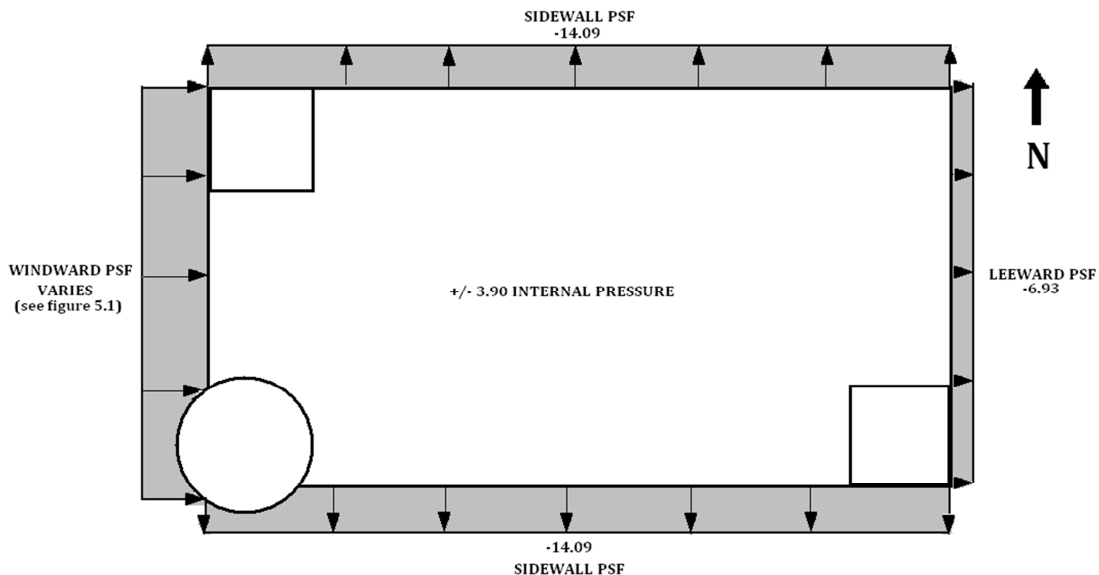 SIDEWALL PSF
-14.09
N
WINDWARD PSF
VARIES
(see figure 5.1)
+/- 3.90 INTERNAL PRESSURE
LEEWARD PSF
-6.93
-14.09
SIDEWALL PSF